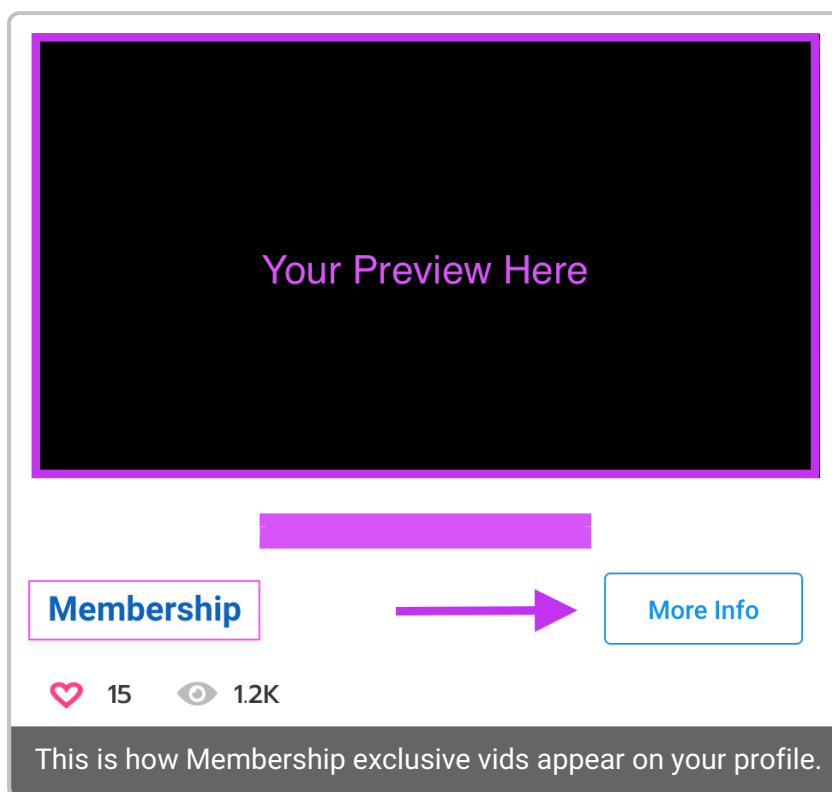 Your Preview Here
Membership
More Info
15
1.2K
This is how Membership exclusive vids appear on your profile.